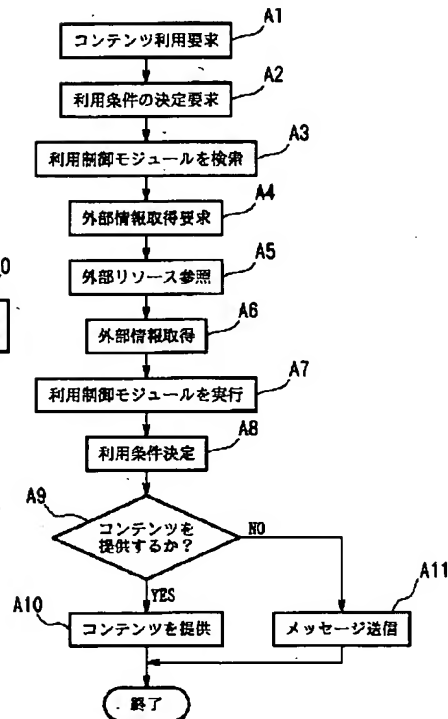 A1
コンテンツ利用要求
A2
利用条件の決定要求
A3
利用制御モジュールを検索
A4
外部情報取得要求
0
A5
外部リソース参照
A6
外部情報取得
A7
利用制御モジュールを実行
A8
利用条件決定
A9
コンテンツを
提供するか?
NO
YES
A10
コンテンツを提供
A11
メッセージ送信
終了